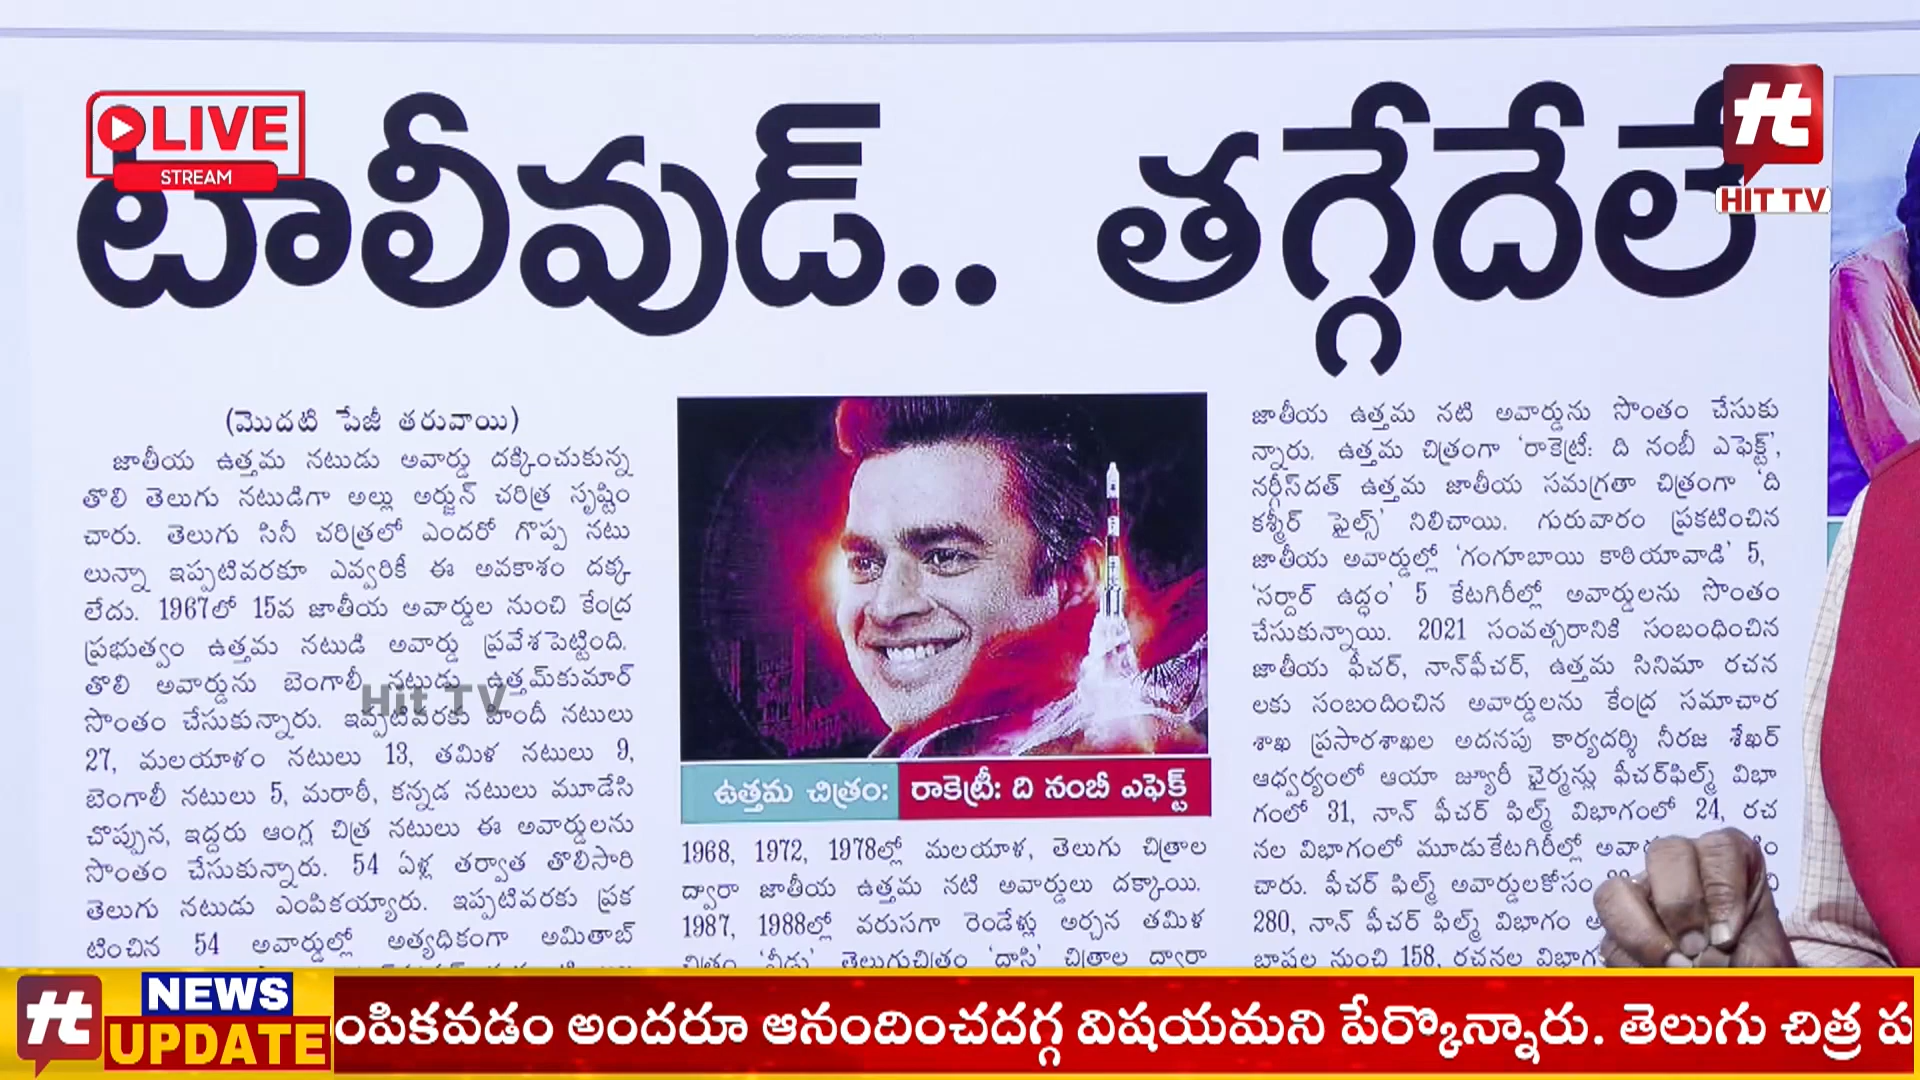 LIVE
STREAM
HIT TV
టాలీవుడ్.. తగ్గేదేలే
(మొదటి పేజీ తరువాయి)
జాతీయ ఉత్తమ నటుడు అవార్డు దక్కించుకున్న
తొలి తెలుగు నటుడిగా అల్లు అర్జున్ చరిత్ర సృష్టిం
చారు. తెలుగు సినీ చరిత్రలో ఎందరో గొప్ప నటు
లున్నా ఇప్పటివరకూ ఎవ్వరికీ ఈ అవకాశం దక్క
లేదు. 1967లో 15వ జాతీయ అవార్డుల నుంచి కేంద్ర
ప్రభుత్వం ఉత్తమ నటుడి అవార్డు ప్రవేశపెట్టింది.
తొలి అవార్డును బెంగాలీ నటుడు ఉత్తమ్‌కుమార్
Hit TV
సొంతం చేసుకున్నారు. ఇప్పటివరకు హిందీ నటులు
27, మలయాళం నటులు 13, తమిళ నటులు 9,
బెంగాలీ నటులు 5, మరాఠీ, కన్నడ నటులు మూడేసి
చొప్పున, ఇద్దరు ఆంగ్ల చిత్ర నటులు ఈ అవార్డులను
సొంతం చేసుకున్నారు. 54 ఏళ్ల తర్వాత తొలిసారి
తెలుగు నటుడు ఎంపికయ్యారు. ఇప్పటివరకు ప్రక
టించిన 54 అవార్డుల్లో అత్యధికంగా అమితాబ్
ఉత్తమ చిత్రం: రాకెట్రీ: ది నంబీ ఎఫెక్ట్
1968, 1972, 1978ల్లో మలయాళ, తెలుగు చిత్రాల
ద్వారా జాతీయ ఉత్తమ నటి అవార్డులు దక్కాయి.
1987, 1988ల్లో వరుసగా రెండేళ్లు అర్చన తమిళ
చిత్రం 'వీడు' తెలుగుచిత్రం 'దాసి' చిత్రాల ద్వారా
జాతీయ ఉత్తమ నటి అవార్డును సొంతం చేసుకు
న్నారు. ఉత్తమ చిత్రంగా 'రాకెట్రీ: ది నంబీ ఎఫెక్ట్',
నర్గీస్‌దత్ ఉత్తమ జాతీయ సమగ్రతా చిత్రంగా 'ది
కశ్మీర్ ఫైల్స్' నిలిచాయి. గురువారం ప్రకటించిన
జాతీయ అవార్డుల్లో 'గంగూబాయి కాఠియావాడి' 5,
'సర్దార్ ఉద్ధం' 5 కేటగిరీల్లో అవార్డులను సొంతం
చేసుకున్నాయి. 2021 సంవత్సరానికి సంబంధించిన
జాతీయ ఫీచర్, నాన్‌ఫీచర్, ఉత్తమ సినిమా రచన
లకు సంబందించిన అవార్డులను కేంద్ర సమాచార
శాఖ ప్రసారశాఖల అదనపు కార్యదర్శి నీరజ శేఖర్
ఆధ్వర్యంలో ఆయా జ్యూరీ ఛైర్మన్లు ఫీచర్‌ఫిల్మ్ విభా
గంలో 31, నాన్ ఫీచర్ ఫిల్మ్ విభాగంలో 24, రచ
నల విభాగంలో మూడుకేటగిరీల్లో
చారు. ఫీచర్ ఫిల్మ్ అవార్డులకోసం
280, నాన్ ఫీచర్ ఫిల్మ్ విభాగం
బాషల నుంచి 158, రచనల
NEWS
UPDATE
ంపికవడం అందరూ ఆనందించదగ్గ విషయమని పేర్కొన్నారు. తెలుగు చిత్ర ప